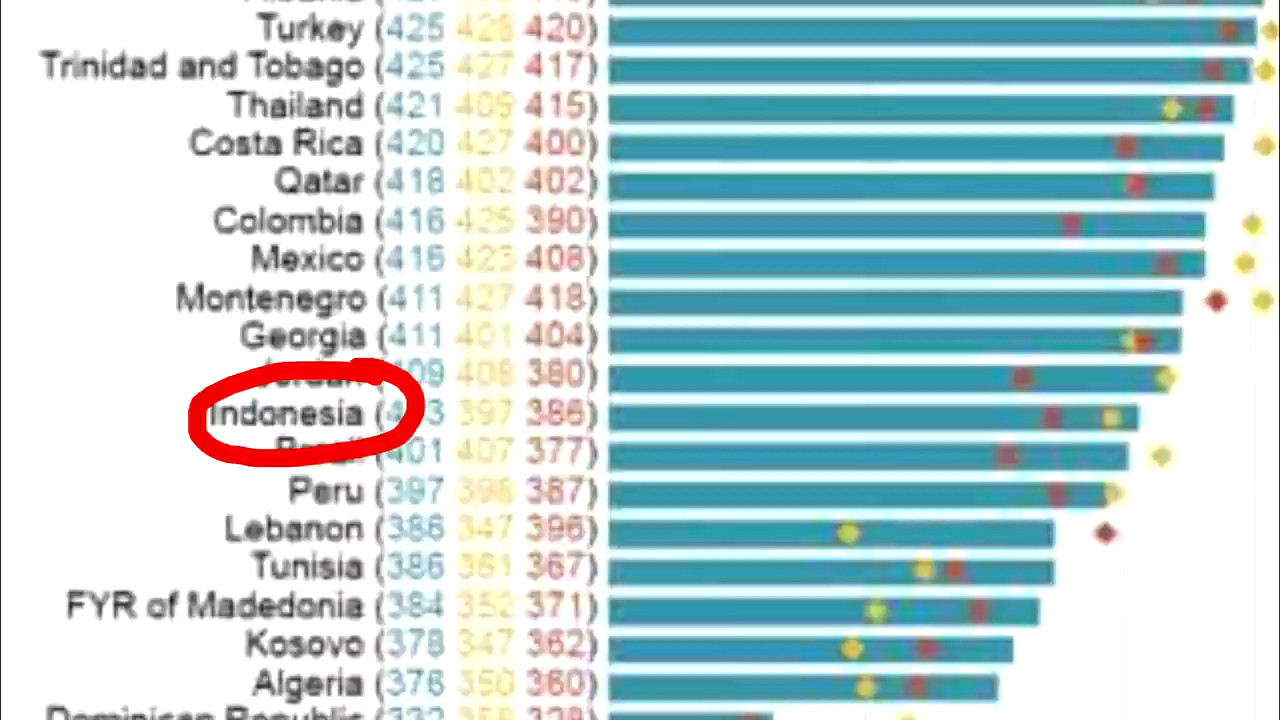 Turkey (425 428 420)
Trinidad and Tobago (425 427 417)
Thailand (421 409 415)
Costa Rica (420 427 400)
Qatar (418 402 402)
Colombia (416 425 390)
Mexico (416 423 408)
Montenegro (411 427 418)
Georgia (411 401 404)
408 380)
Indonesia (403 397 386)
401 407 377)
Peru (397 398 387)
Lebanon (386 347 396)
Tunisia (386 361 367)
FYR of Madedonia (384 352 371)
Kosovo (378 347 362)
Algeria (376 350 360)
Dominican Republic